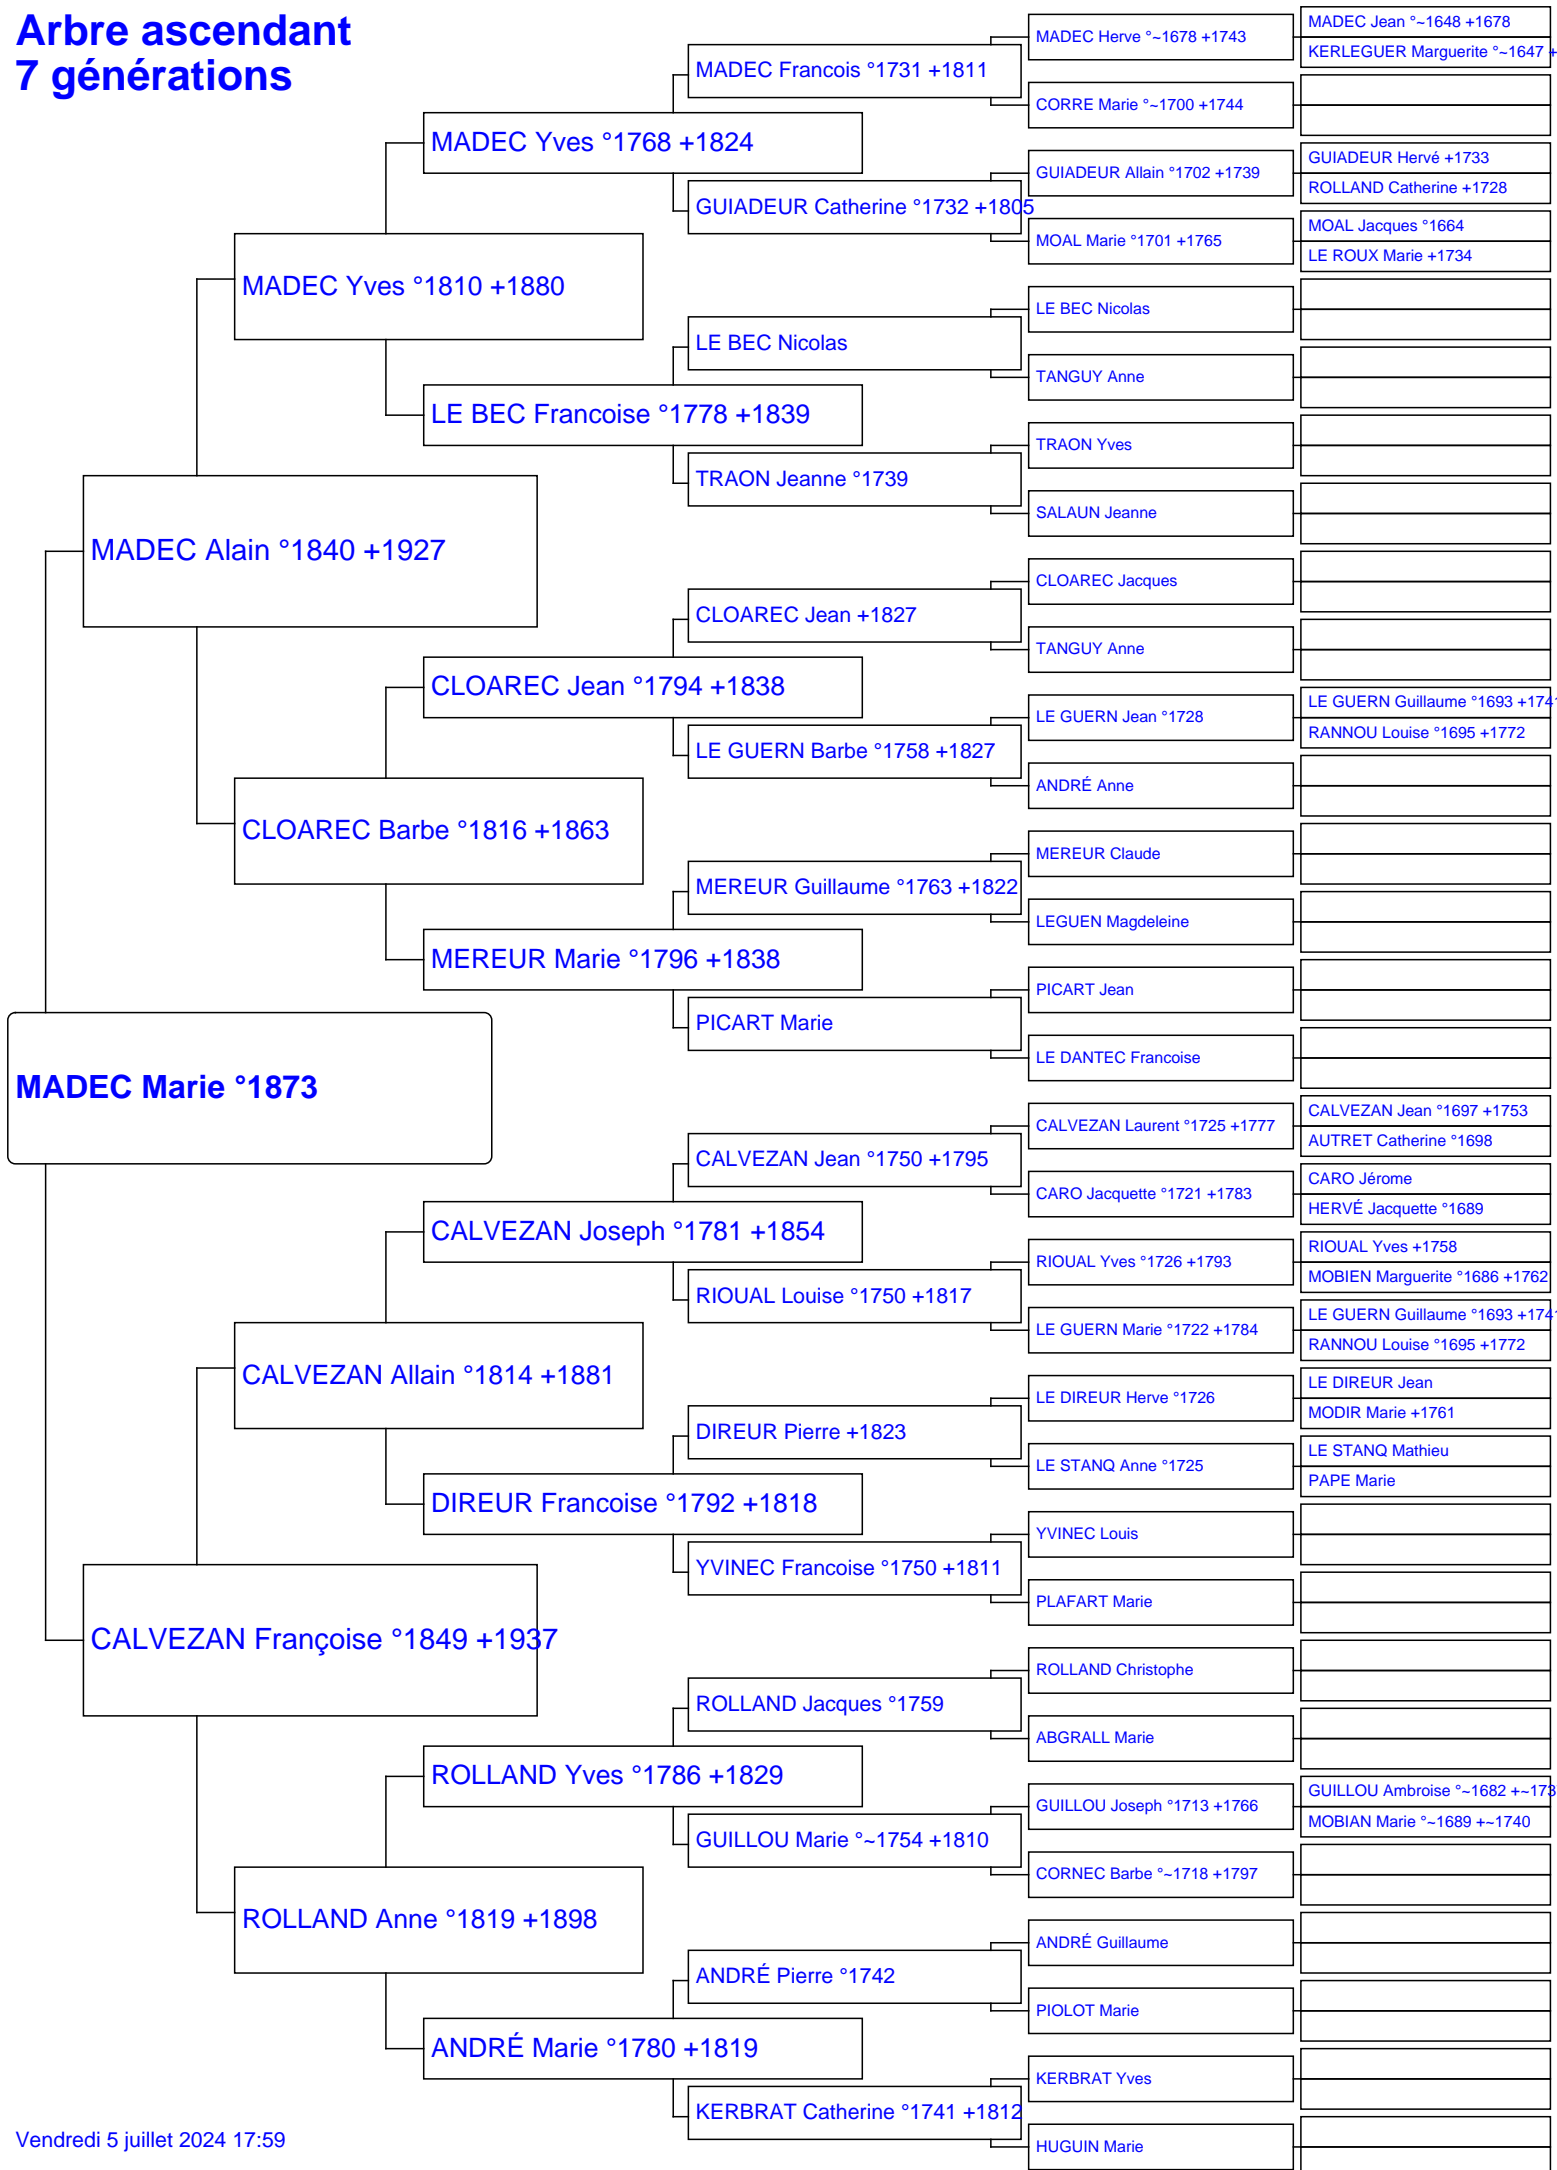 Arbre ascendant
7 générations
MADEC Marie °1873
MADEC Alain °1840 +1927
CALVEZAN Françoise °1849 +1937
MADEC Yves °1810 +1880
CLOAREC Barbe °1816 +1863
CALVEZAN Allain °1814 +1881
ROLLAND Anne °1819 +1898
MADEC Yves °1768 +1824
LE BEC Francoise °1778 +1839
CLOAREC Jean °1794 +1838
MEREUR Marie °1796 +1838
CALVEZAN Joseph °1781 +1854
DIREUR Francoise °1792 +1818
ROLLAND Yves °1786 +1829
ANDRÉ Marie °1780 +1819
MADEC Francois °1731 +1811
GUIADEUR Catherine °1732 +1805
LE BEC Nicolas
TRAON Jeanne °1739
CLOAREC Jean +1827
LE GUERN Barbe °1758 +1827
MEREUR Guillaume °1763 +1822
PICART Marie
CALVEZAN Jean °1750 +1795
RIOUAL Louise °1750 +1817
DIREUR Pierre +1823
YVINEC Francoise °1750 +1811
ROLLAND Jacques °1759
GUILLOU Marie °~1754 +1810
ANDRÉ Pierre °1742
KERBRAT Catherine °1741 +1812
MADEC Herve °~1678 +1743
CORRE Marie °~1700 +1744
GUIADEUR Allain °1702 +1739
MOAL Marie °1701 +1765
LE BEC Nicolas
TANGUY Anne
TRAON Yves
SALAUN Jeanne
CLOAREC Jacques
TANGUY Anne
LE GUERN Jean °1728
ANDRÉ Anne
MEREUR Claude
LEGUEN Magdeleine
PICART Jean
LE DANTEC Francoise
CALVEZAN Laurent °1725 +1777
CARO Jacquette °1721 +1783
RIOUAL Yves °1726 +1793
LE GUERN Marie °1722 +1784
LE DIREUR Herve °1726
LE STANQ Anne °1725
YVINEC Louis
PLAFART Marie
ROLLAND Christophe
ABGRALL Marie
GUILLOU Joseph °1713 +1766
CORNEC Barbe °~1718 +1797
ANDRÉ Guillaume
PIOLOT Marie
KERBRAT Yves
HUGUIN Marie
MADEC Jean °~1648 +1678
KERLEGUER Marguerite °~1647 +
GUIADEUR Hervé +1733
ROLLAND Catherine +1728
MOAL Jacques °1664
LE ROUX Marie +1734
LE GUERN Guillaume °1693 +1741
RANNOU Louise °1695 +1772
CALVEZAN Jean °1697 +1753
AUTRET Catherine °1698
CARO Jérome
HERVÉ Jacquette °1689
RIOUAL Yves +1758
MOBIEN Marguerite °1686 +1762
LE GUERN Guillaume °1693 +1741
RANNOU Louise °1695 +1772
LE DIREUR Jean
MODIR Marie +1761
LE STANQ Mathieu
PAPE Marie
GUILLOU Ambroise °~1682 +~173
MOBIAN Marie °~1689 +~1740
Vendredi 5 juillet 2024 17:59